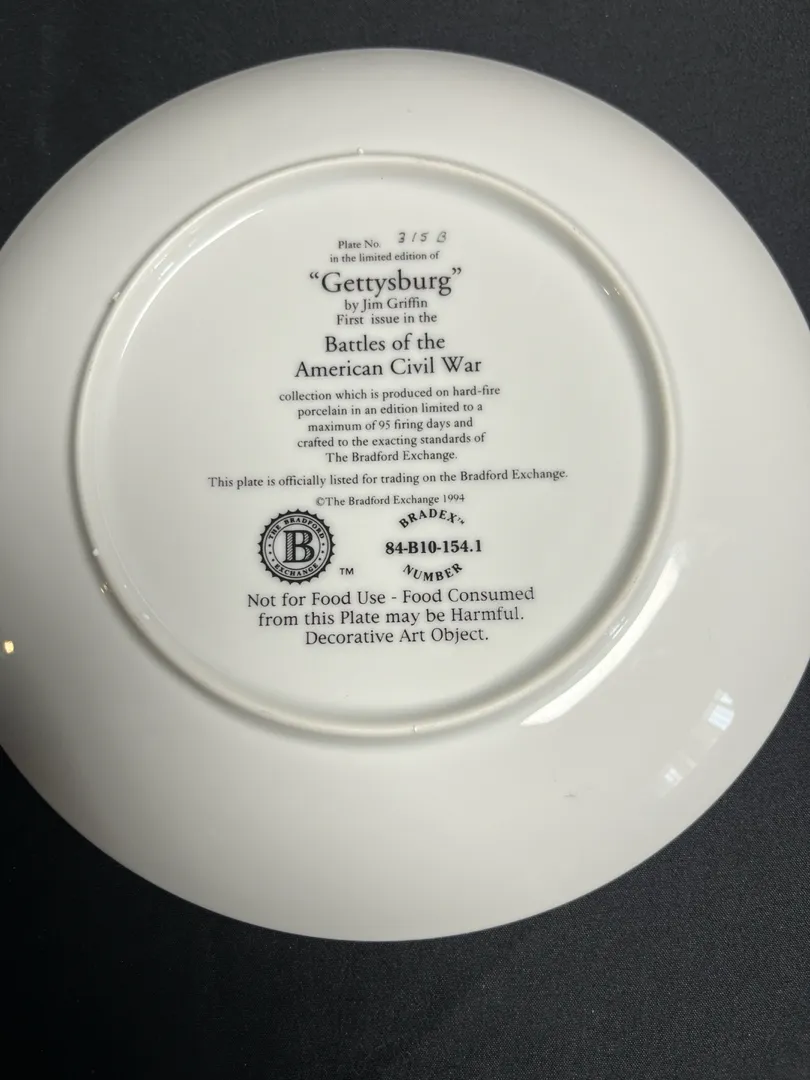 Plate No. 315 B
in the limited edition of
“Gettysburg”
by Jim Griffin
First issue in the
Battles of the
American Civil War
collection which is produced on hard-fire
porcelain in an edition limited to a
maximum of 95 firing days and
crafted to the exacting standards of
The Bradford Exchange.
This plate is officially listed for trading on the Bradford Exchange.
©The Bradford Exchange 1994
THE BRADFORD
B
EXCHANGE
TM
BRADEX™
84-B10-154.1
NUMBER
Not for Food Use - Food Consumed
from this Plate may be Harmful.
Decorative Art Object.